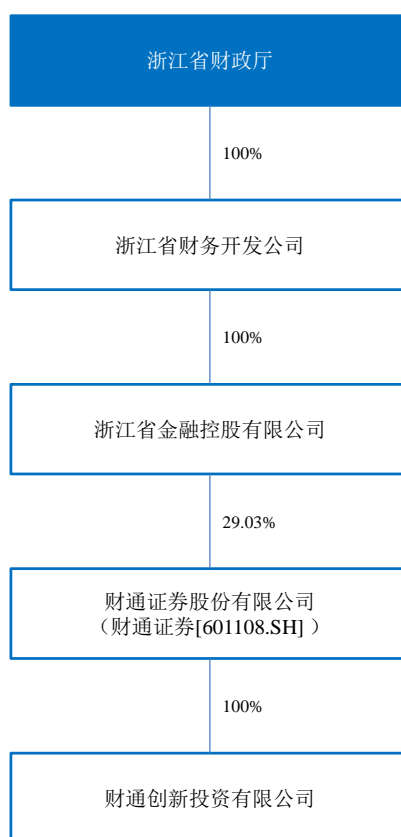 浙江省财政厅
100%
浙江省财务开发公司
100%
浙江省金融控股有限公司
29.03%
财通证券股份有限公司
（财通证券[601108.SH] ）
100%
财通创新投资有限公司